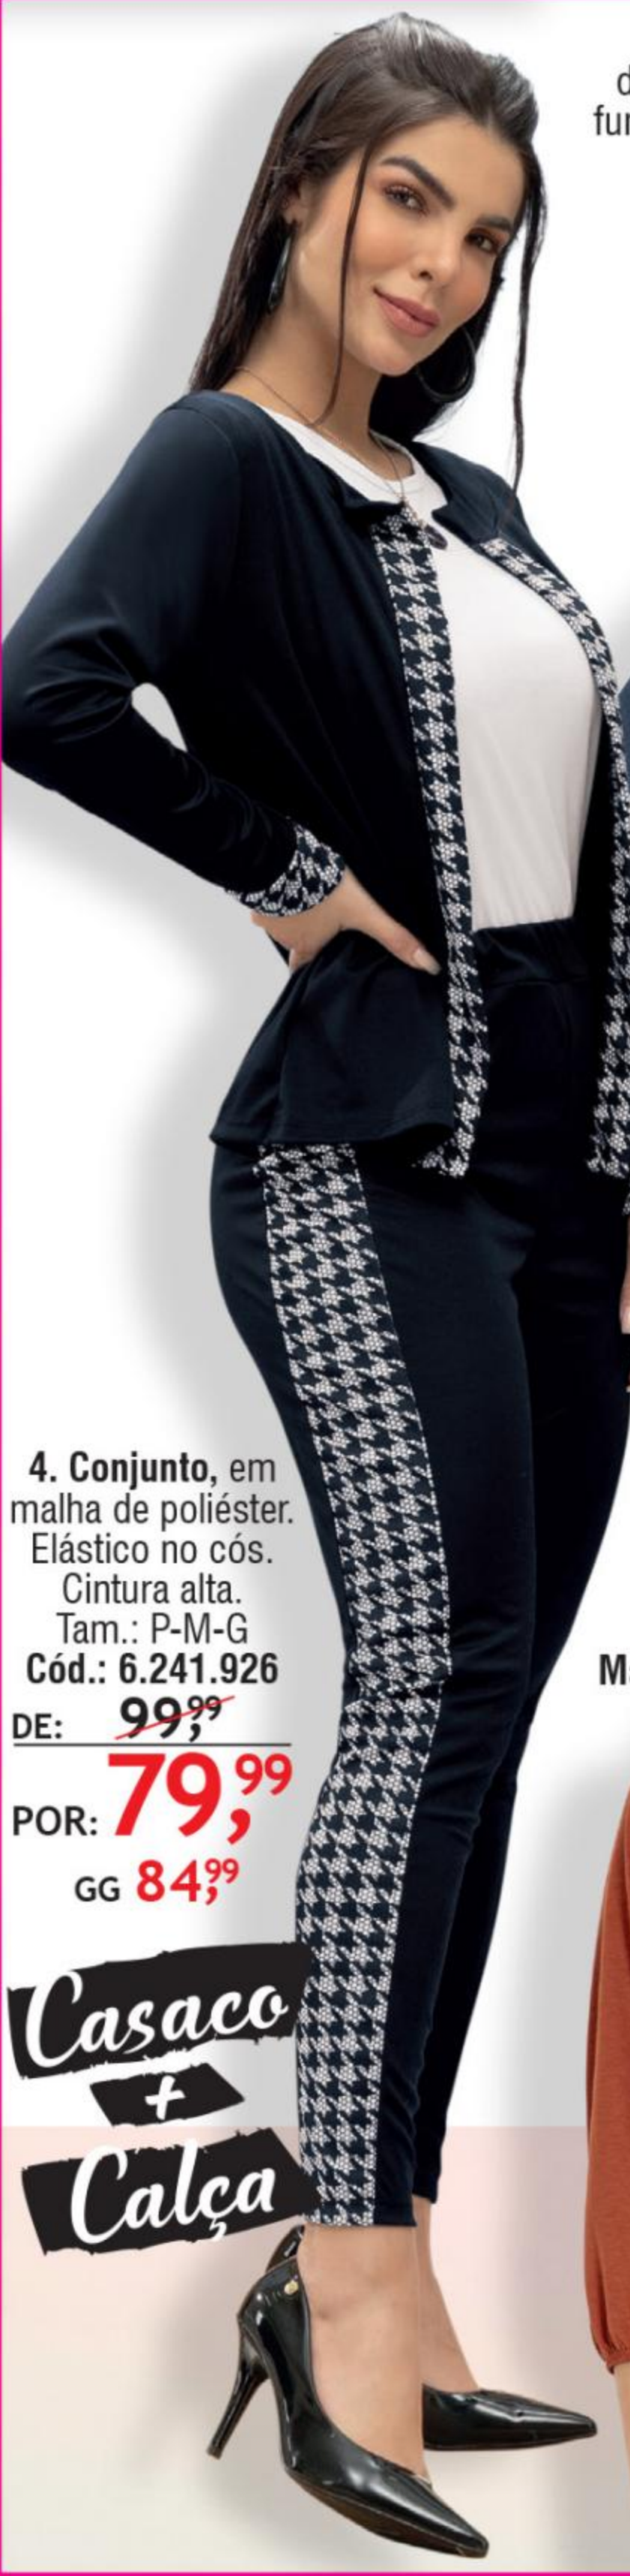 4. Conjunto, em
malha de poliéster.
Elástico no cós.
Cintura alta.
Tam.: P-M-G
Cód.: 6.241.926
DE: 99,99
POR: 79,99
GG 84,99
Casaco
+
Calça